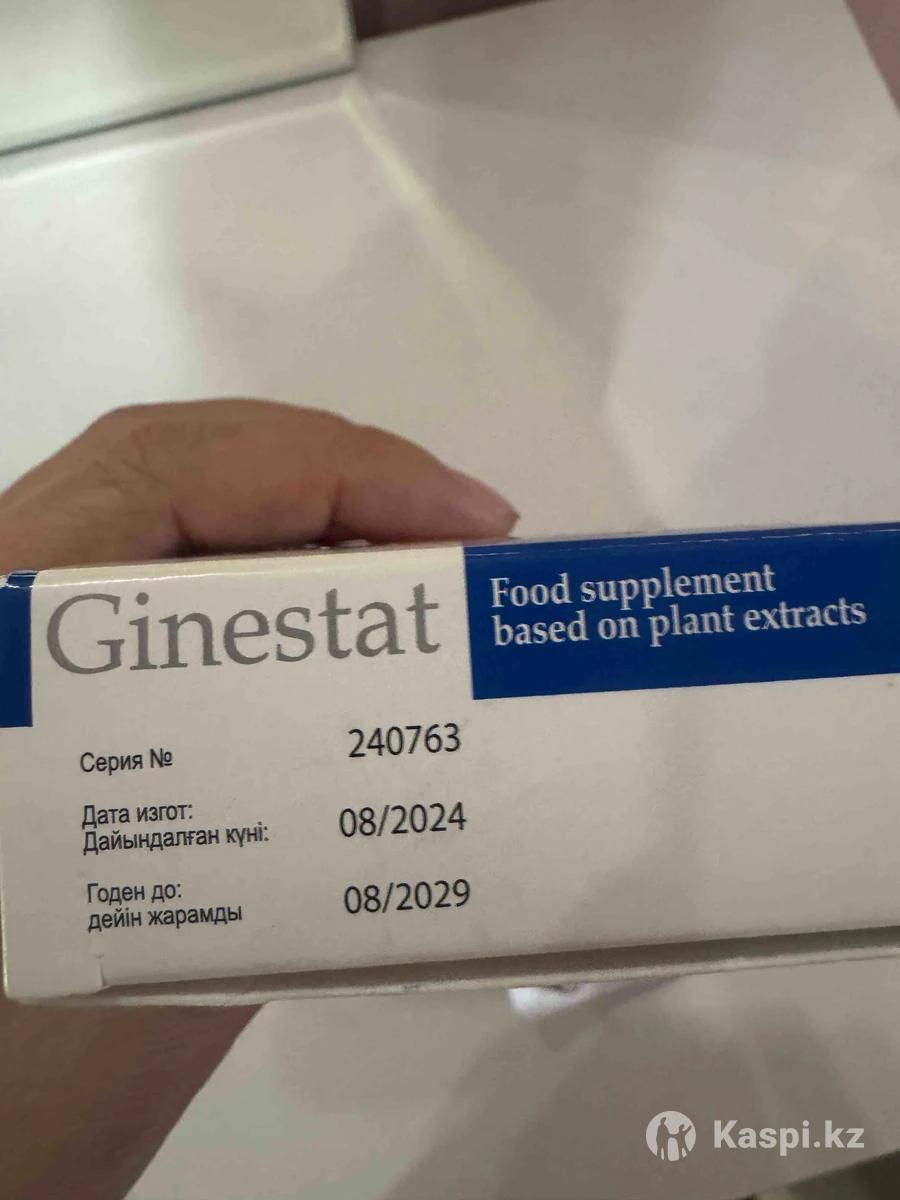 Ginestat
Food supplement
based on plant extracts
Серия № 240763
Дата изгот:
Дайындалған күні: 08/2024
Годен до:
дейін жарамды 08/2029
Kaspi.kz